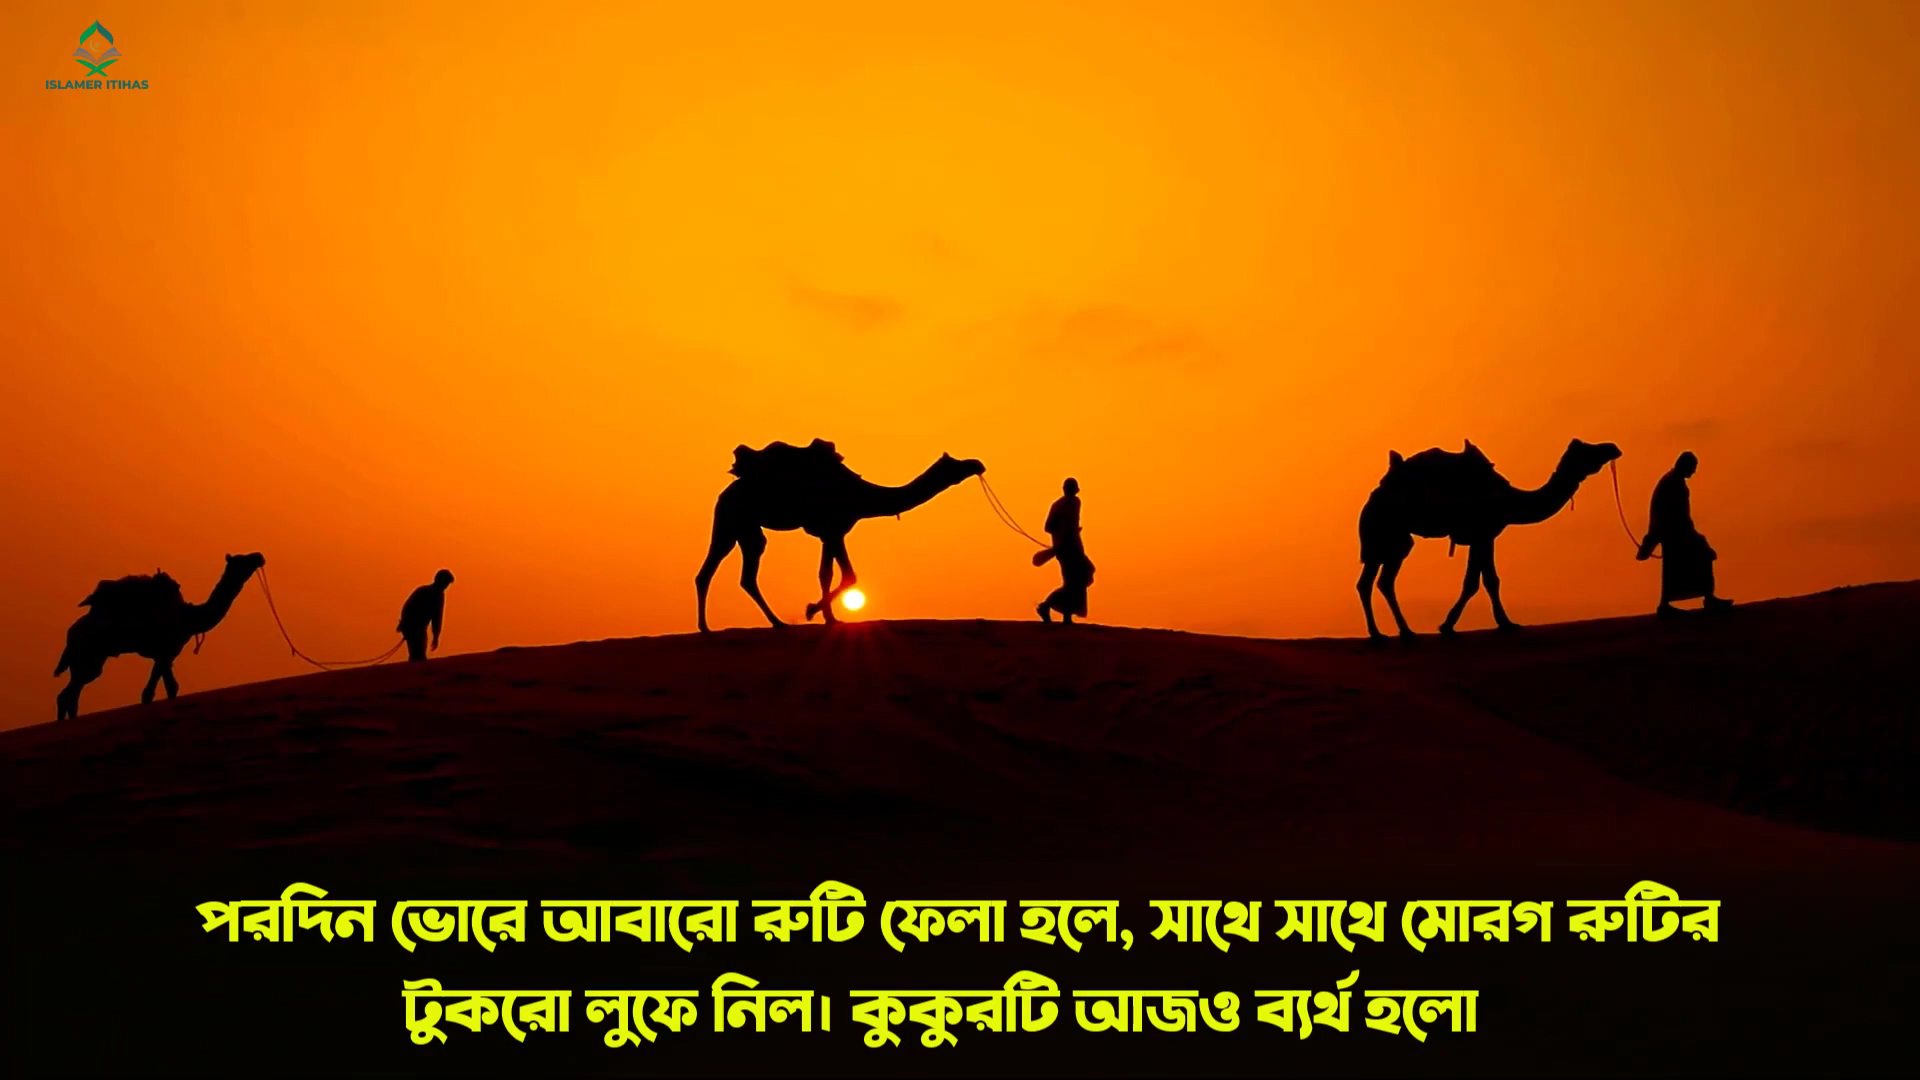 ISLAMER ITIHAS
পরদিন ভোরে আবারো রুটি ফেলা হলে, সাথে সাথে মোরগ রুটির
টুকরো লুফে নিল। কুকুরটি আজও ব্যর্থ হলো